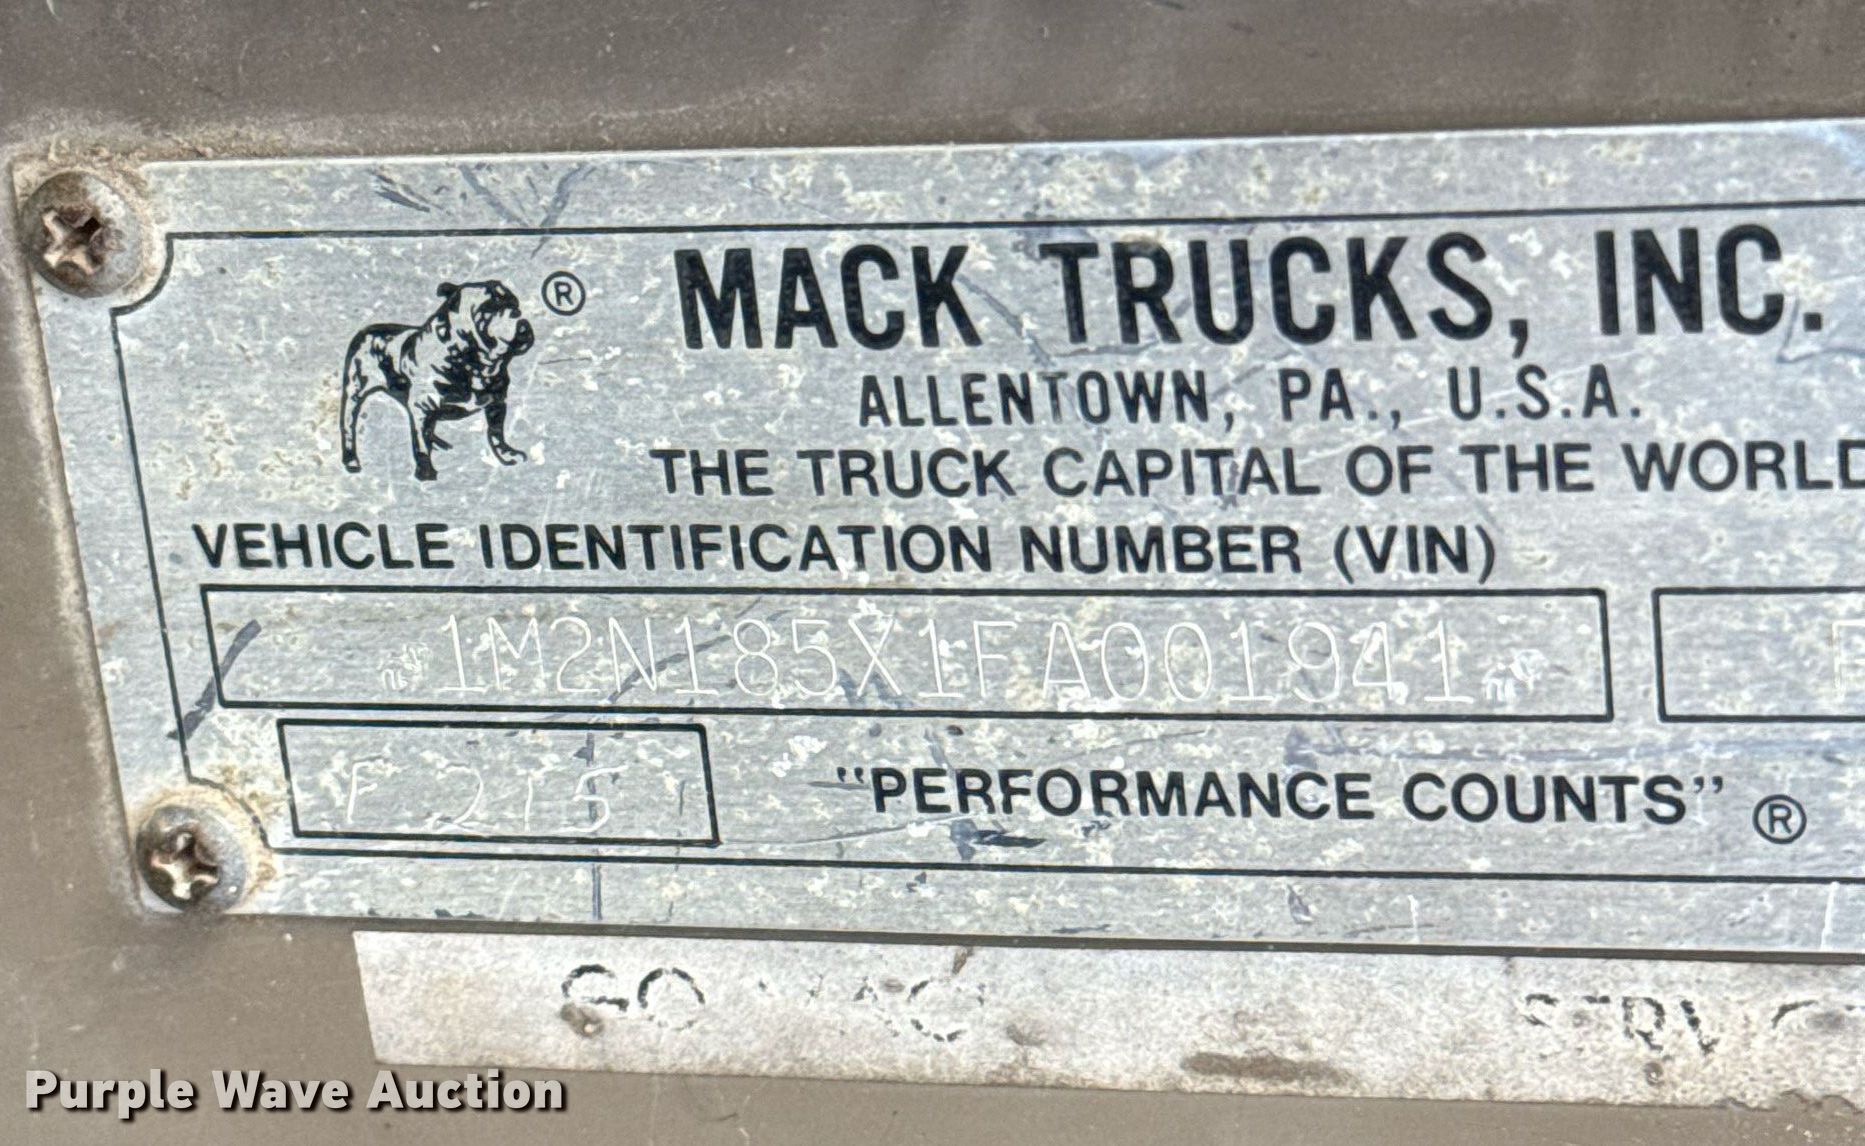 ®
MACK TRUCKS, INC.
ALLENTOWN, PA., U.S.A.
THE TRUCK CAPITAL OF THE WORLD
VEHICLE IDENTIFICATION NUMBER (VIN)
1M2N185X1FA001941
F 215
"PERFORMANCE COUNTS" ®
Purple Wave Auction